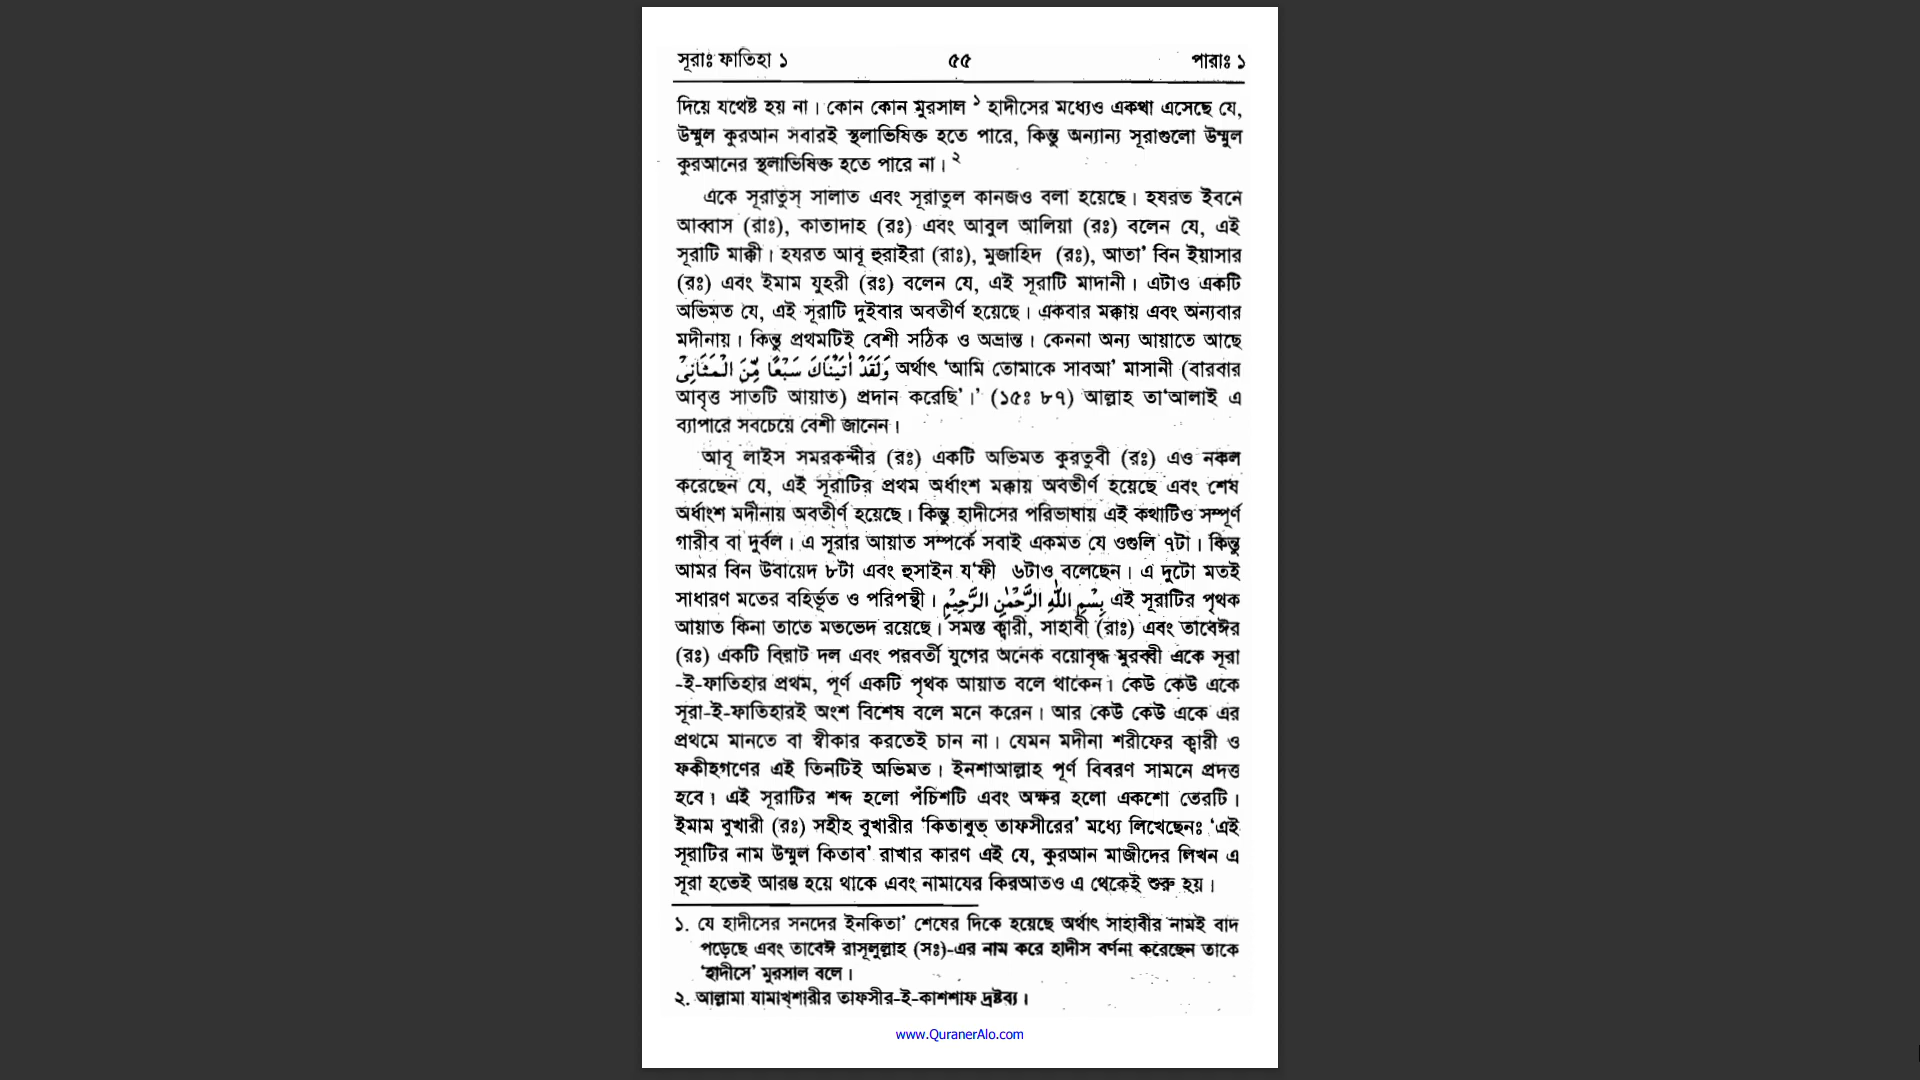 সূরাঃ ফাতিহা ১ ৫৫ পারাঃ ১
দিয়ে যথেষ্ট হয় না। কোন কোন মুরসাল ১ হাদীসের মধ্যেও একথা এসেছে যে,
উম্মুল কুরআন সবারই স্থলাভিষিক্ত হতে পারে, কিন্তু অন্যান্য সূরাগুলো উম্মুল
কুরআনের স্থলাভিষিক্ত হতে পারে না। ২
একে সূরাতুস্ সালাত এবং সূরাতুল কানজও বলা হয়েছে। হযরত ইবনে
আব্বাস (রাঃ), কাতাদাহ (রঃ) এবং আবুল আলিয়া (রঃ) বলেন যে, এই
সূরাটি মাক্কী। হযরত আবূ হুরাইরা (রাঃ), মুজাহিদ (রঃ), আতা’ বিন ইয়াসার
(রঃ) এবং ইমাম যুহরী (রঃ) বলেন যে, এই সূরাটি মাদানী। এটাও একটি
অভিমত যে, এই সূরাটি দুইবার অবতীর্ণ হয়েছে। একবার মক্কায় এবং অন্যবার
মদীনায়। কিন্তু প্রথমটিই বেশী সঠিক ও অভ্রান্ত। কেননা অন্য আয়াতে আছে
وَلَقَدْ اٰتَيْنَاكَ سَبْعًا مِّنَ الْمَثَانِىْ অর্থাৎ ‘আমি তোমাকে সাবআ’ মাসানী (বারবার
আবৃত্ত সাতটি আয়াত) প্রদান করেছি’।’ (১৫ঃ ৮৭) আল্লাহ তা‘আলাই এ
ব্যাপারে সবচেয়ে বেশী জানেন।
আবূ লাইস সমরকন্দীর (রঃ) একটি অভিমত কুরতুবী (রঃ) এও নকল
করেছেন যে, এই সূরাটির প্রথম অর্ধাংশ মক্কায় অবতীর্ণ হয়েছে এবং শেষ
অর্ধাংশ মদীনায় অবতীর্ণ হয়েছে। কিন্তু হাদীসের পরিভাষায় এই কথাটিও সম্পূর্ণ
গারীব বা দুর্বল। এ সূরার আয়াত সম্পর্কে সবাই একমত যে ওগুলি ৭টা। কিন্তু
আমর বিন উবায়েদ ৮টা এবং হুসাইন য‘ফী ৬টাও বলেছেন। এ দুটো মতই
সাধারণ মতের বহির্ভূত ও পরিপন্থী। بِسْمِ اللّٰهِ الرَّحْمٰنِ الرَّحِيْمِ এই সূরাটির পৃথক
আয়াত কিনা তাতে মতভেদ রয়েছে। সমস্ত ক্বারী, সাহাবী (রাঃ) এবং তাবেঈর
(রঃ) একটি বিরাট দল এবং পরবর্তী যুগের অনেক বয়োবৃদ্ধ মুরব্বী একে সূরা
-ই-ফাতিহার প্রথম, পূর্ণ একটি পৃথক আয়াত বলে থাকেন। কেউ কেউ একে
সূরা-ই-ফাতিহারই অংশ বিশেষ বলে মনে করেন। আর কেউ কেউ একে এর
প্রথমে মানতে বা স্বীকার করতেই চান না। যেমন মদীনা শরীফের ক্বারী ও
ফকীহগণের এই তিনটিই অভিমত। ইনশাআল্লাহ পূর্ণ বিবরণ সামনে প্রদত্ত
হবে। এই সূরাটির শব্দ হলো পঁচিশটি এবং অক্ষর হলো একশো তেরটি।
ইমাম বুখারী (রঃ) সহীহ বুখারীর ‘কিতাবুত্ তাফসীরের’ মধ্যে লিখেছেনঃ ‘এই
সূরাটির নাম উম্মুল কিতাব’ রাখার কারণ এই যে, কুরআন মাজীদের লিখন এ
সূরা হতেই আরম্ভ হয়ে থাকে এবং নামাযের কিরআতও এ থেকেই শুরু হয়।
১. যে হাদীসের সনদের ইনকিতা’ শেষের দিকে হয়েছে অর্থাৎ সাহাবীর নামই বাদ
পড়েছে এবং তাবেঈ রাসূলুল্লাহ (সঃ)-এর নাম করে হাদীস বর্ণনা করেছেন তাকে
‘হাদীসে’ মুরসাল বলে।
২. আল্লামা যামাখ্শারীর তাফসীর-ই-কাশশাফ দ্রষ্টব্য।
www.QuranerAlo.com